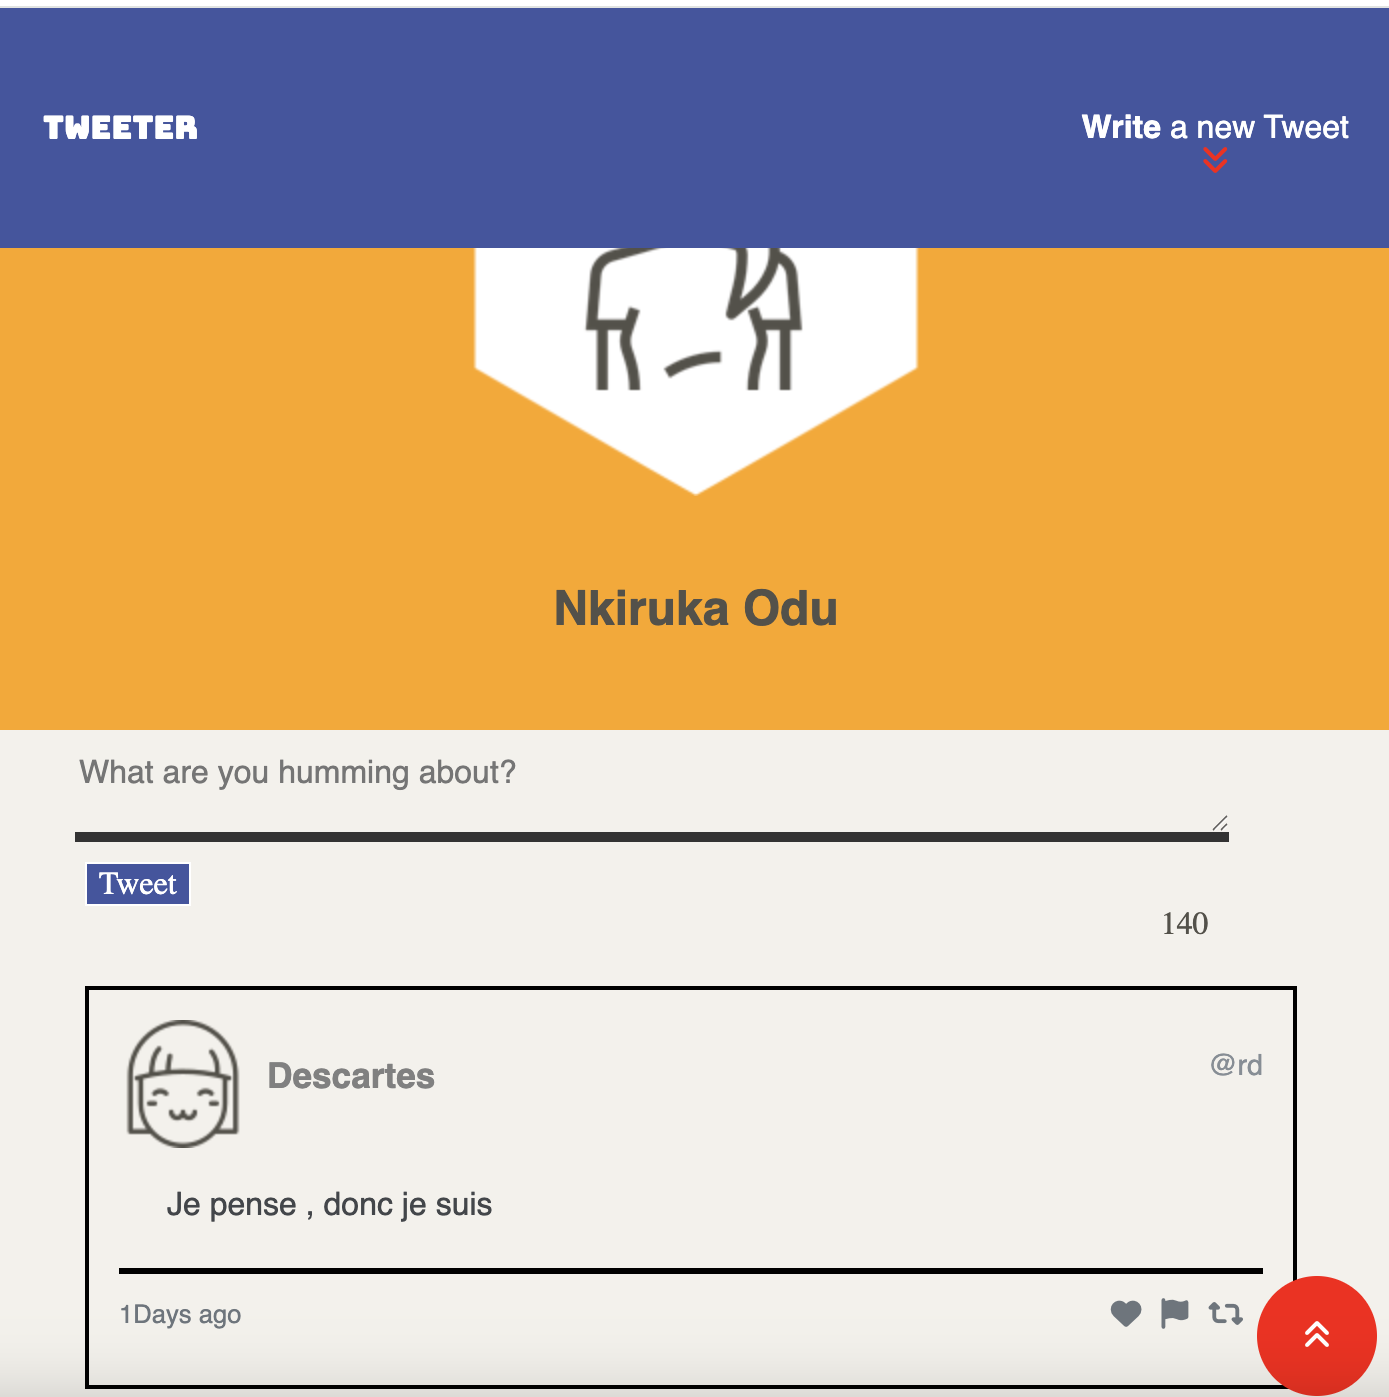 TWEETER
Write a new Tweet
Nkiruka Odu
What are you humming about?
Tweet
140
Descartes
@rd
Je pense , donc je suis
1Days ago